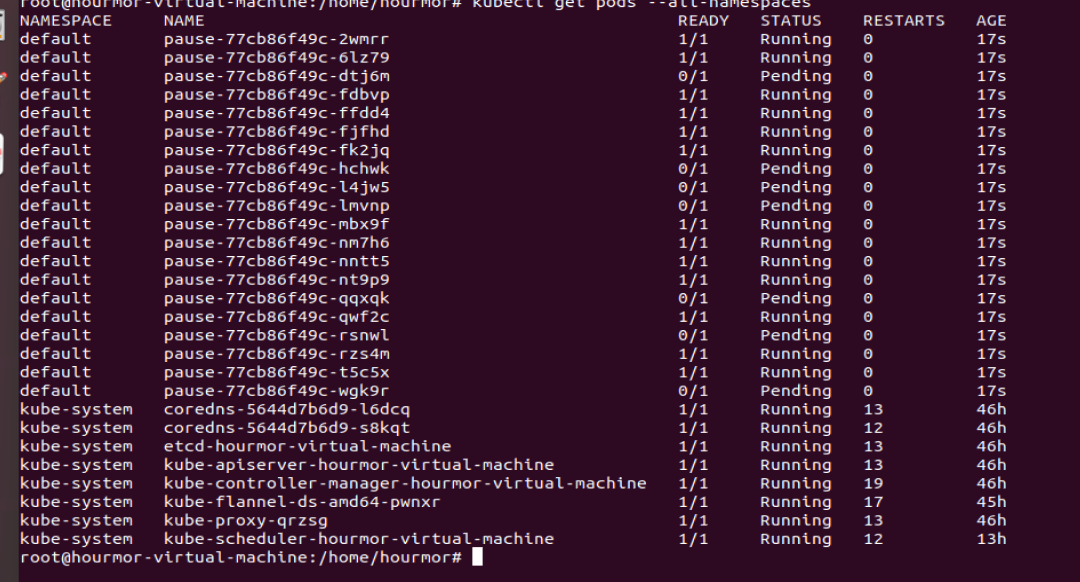 root@hourmor-virtual-machine:/home/hourmor# kubectl get pods --all-namespaces
NAMESPACE NAME READY STATUS RESTARTS AGE
default pause-77cb86f49c-2wmrr 1/1 Running 0 17s
default pause-77cb86f49c-6lz79 1/1 Running 0 17s
default pause-77cb86f49c-dtj6m 0/1 Pending 0 17s
default pause-77cb86f49c-fdbvp 1/1 Running 0 17s
default pause-77cb86f49c-ffdd4 1/1 Running 0 17s
default pause-77cb86f49c-fjfhd 1/1 Running 0 17s
default pause-77cb86f49c-fk2jq 1/1 Running 0 17s
default pause-77cb86f49c-hchwk 0/1 Pending 0 17s
default pause-77cb86f49c-l4jw5 0/1 Pending 0 17s
default pause-77cb86f49c-lmvnp 0/1 Pending 0 17s
default pause-77cb86f49c-mbx9f 1/1 Running 0 17s
default pause-77cb86f49c-nm7h6 1/1 Running 0 17s
default pause-77cb86f49c-nntt5 1/1 Running 0 17s
default pause-77cb86f49c-nt9p9 1/1 Running 0 17s
default pause-77cb86f49c-qqxqk 0/1 Pending 0 17s
default pause-77cb86f49c-qwf2c 1/1 Running 0 17s
default pause-77cb86f49c-rsnwl 0/1 Pending 0 17s
default pause-77cb86f49c-rzs4m 1/1 Running 0 17s
default pause-77cb86f49c-t5c5x 1/1 Running 0 17s
default pause-77cb86f49c-wgk9r 0/1 Pending 0 17s
kube-system coredns-5644d7b6d9-l6dcq 1/1 Running 13 46h
kube-system coredns-5644d7b6d9-s8kqt 1/1 Running 12 46h
kube-system etcd-hourmor-virtual-machine 1/1 Running 13 46h
kube-system kube-apiserver-hourmor-virtual-machine 1/1 Running 13 46h
kube-system kube-controller-manager-hourmor-virtual-machine 1/1 Running 19 46h
kube-system kube-flannel-ds-amd64-pwnxr 1/1 Running 17 45h
kube-system kube-proxy-qrzsg 1/1 Running 13 46h
kube-system kube-scheduler-hourmor-virtual-machine 1/1 Running 12 13h
root@hourmor-virtual-machine:/home/hourmor#